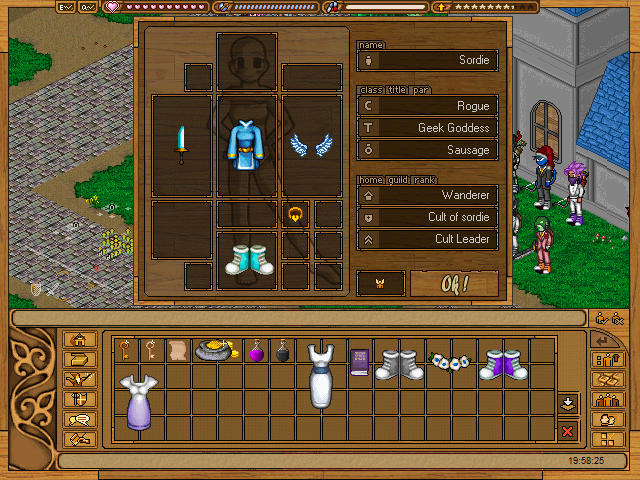 name
Sordie
class title par
Rogue
Geek Goddess
Sausage
home guild rank
Wanderer
Cult of sordie
Cult Leader
Ok!
19:58:25